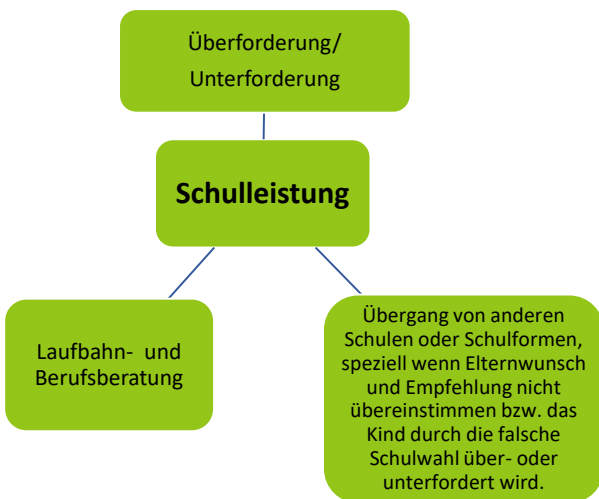 Überforderung/
Unterforderung
Schulleistung
Laufbahn- und
Berufsberatung
Übergang von anderen
Schulen oder Schulformen,
speziell wenn Elternwunsch
und Empfehlung nicht
übereinstimmen bzw. das
Kind durch die falsche
Schulwahl über- oder
unterfordert wird.